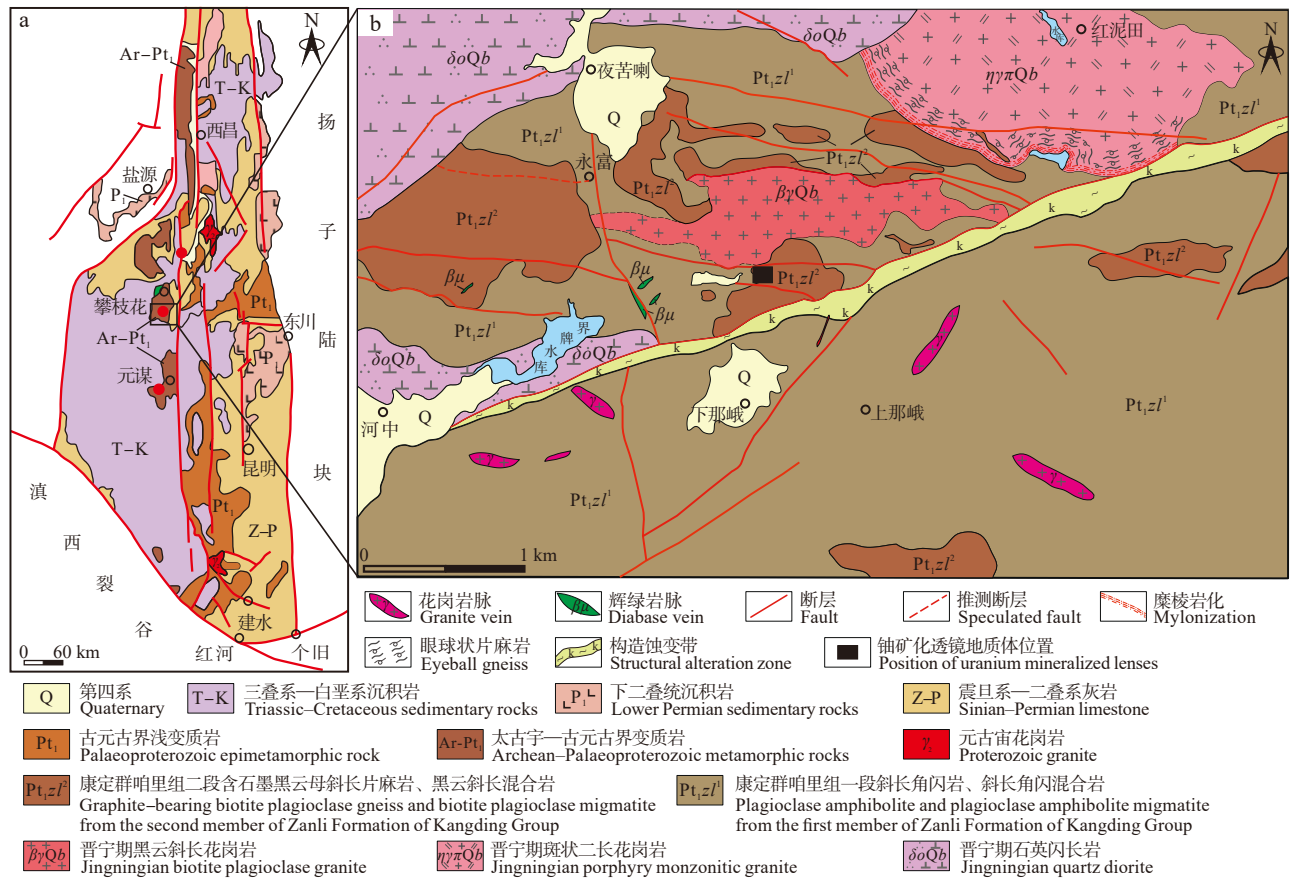 a
N
Ar–Pt₁
T–K
西昌
扬
盐源
P₁
子
攀枝花
Pt₁
东川
陆
Ar–Pt₁
P₁
元谋
T–K
昆明
块
滇
Pt₁
西
Z–P
裂
谷
建水
0 60 km
红河
个旧
b
N
δoQb
δoQb
红泥田
夜苦喇
ηγπQb
Pt₁zl¹
Q
Pt₁zl¹
Pt₁zl¹
永富
Pt₁zl²
Pt₁zl²
k
Pt₁zl²
βγQb
k
Pt₁zl²
Pt₁zl²
βμ
βμ
k
βμ
Pt₁zl¹
界
牌
水
库
k
δoQb
δoQb
k
Q
γ
Q
k
γ
下那峨
上那峨
Pt₁zl¹
河中
γ
γ
Pt₁zl¹
Pt₁zl²
0 1 km
γ
花岗岩脉
Granite vein
βμ
辉绿岩脉
Diabase vein
断层
Fault
推测断层
Speculated fault
糜棱岩化
Mylonization
眼球状片麻岩
Eyeball gneiss
k k
构造蚀变带
Structural alteration zone
铀矿化透镜地质体位置
Position of uranium mineralized lenses
Q
第四系
Quaternary
T–K
三叠系—白垩系沉积岩
Triassic–Cretaceous sedimentary rocks
P₁
下二叠统沉积岩
Lower Permian sedimentary rocks
Z–P
震旦系—二叠系灰岩
Sinian–Permian limestone
Pt₁
古元古界浅变质岩
Palaeoproterozoic epimetamorphic rock
Ar-Pt₁
太古宇—古元古界变质岩
Archean–Palaeoproterozoic metamorphic rocks
γ₂
元古宙花岗岩
Proterozoic granite
Pt₁zl²
康定群咱里组二段含石墨黑云母斜长片麻岩、黑云斜长混合岩
Graphite–bearing biotite plagioclase gneiss and biotite plagioclase migmatite
from the second member of Zanli Formation of Kangding Group
Pt₁zl¹
康定群咱里组一段斜长角闪岩、斜长角闪混合岩
Plagioclase amphibolite and plagioclase amphibolite migmatite
from the first member of Zanli Formation of Kangding Group
βγQb
晋宁期黑云斜长花岗岩
Jingningian biotite plagioclase granite
ηγπQb
晋宁期斑状二长花岗岩
Jingningian porphyry monzonitic granite
δoQb
晋宁期石英闪长岩
Jingningian quartz diorite